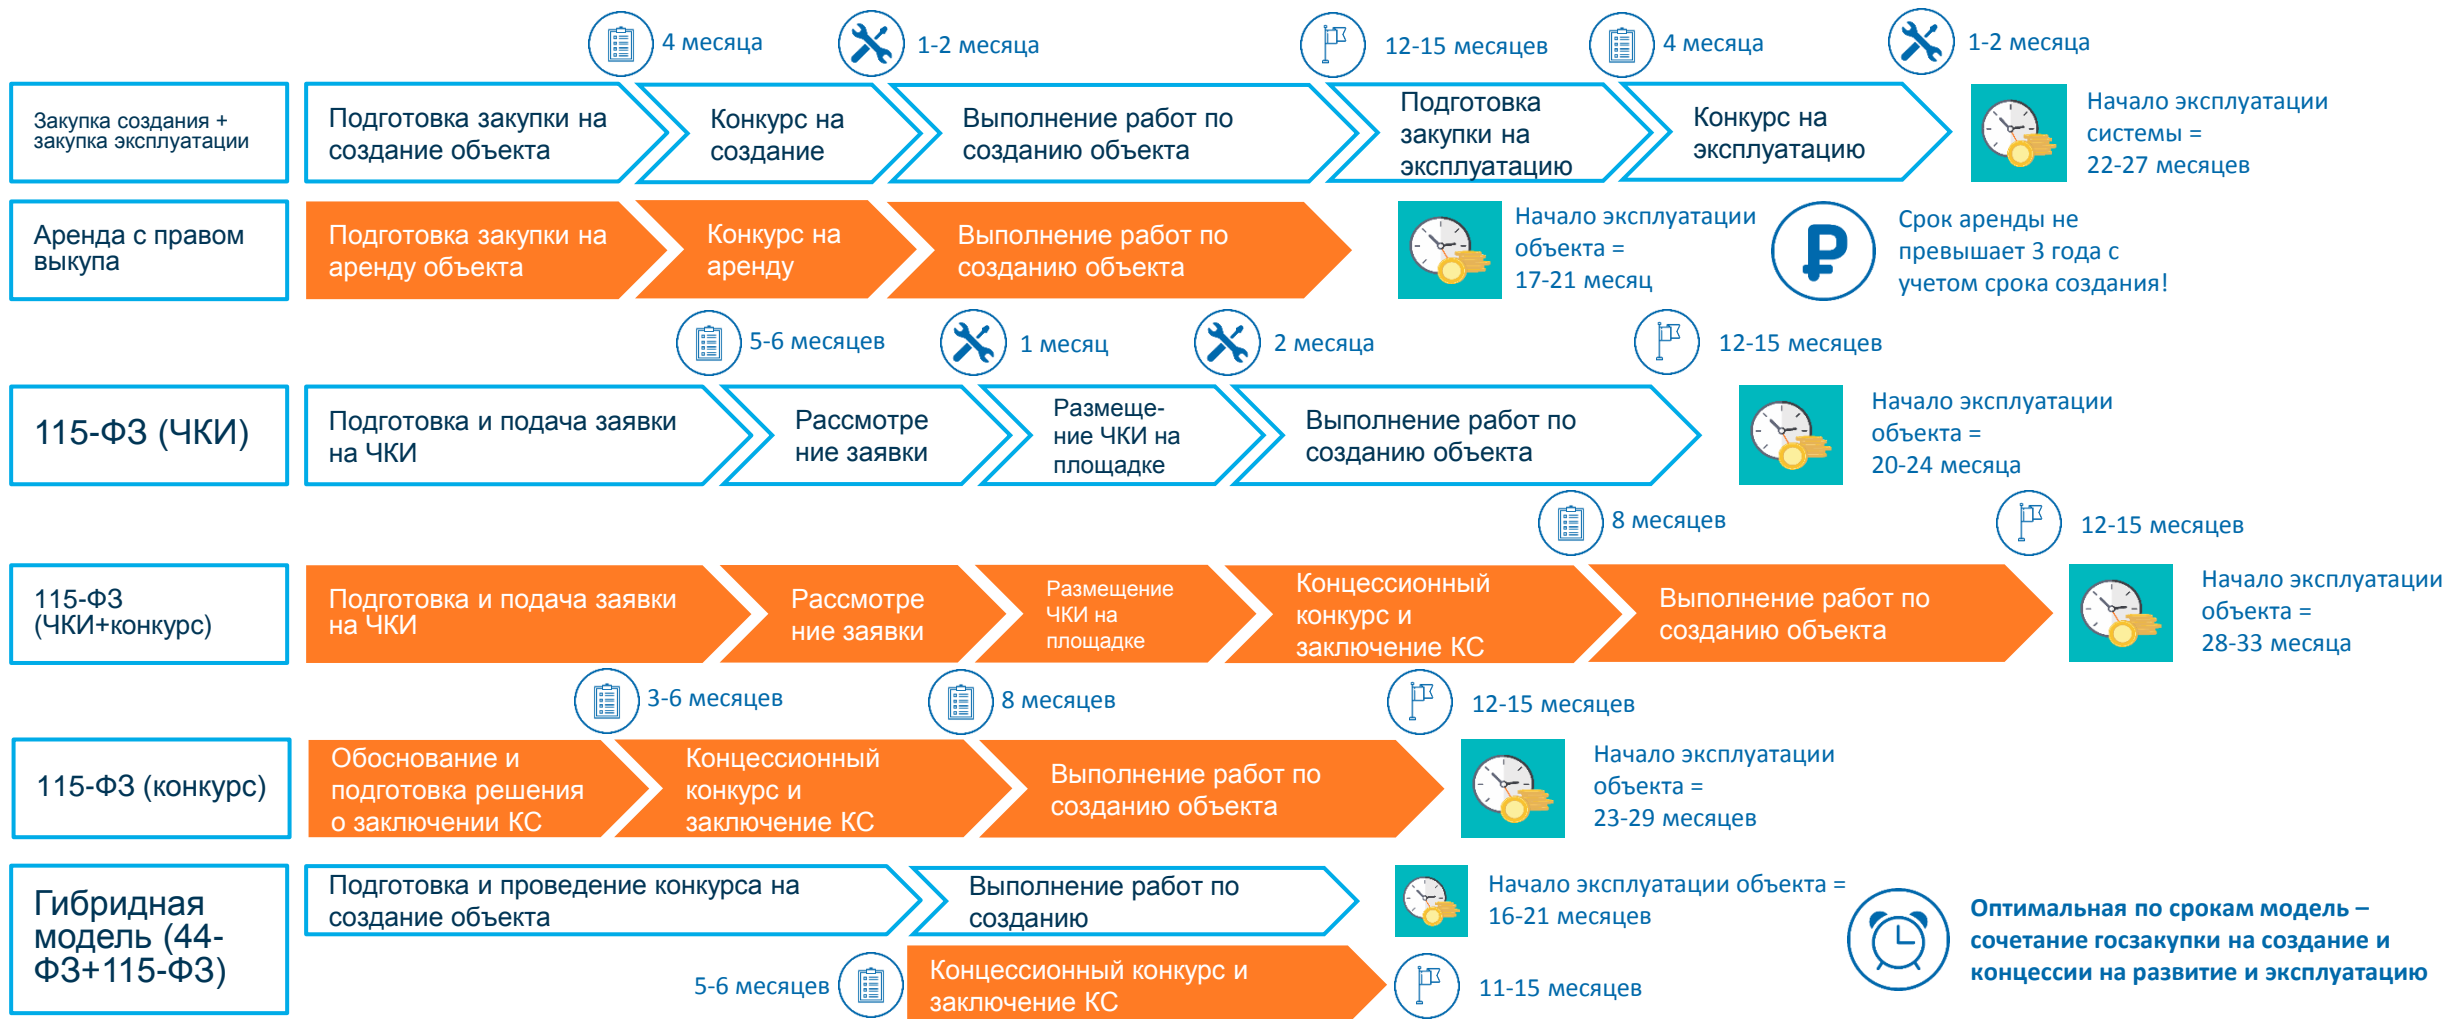 4 месяца
1-2 месяца
12-15 месяцев
4 месяца
1-2 месяца
Закупка создания +
закупка эксплуатации
Подготовка закупки на
создание объекта
Конкурс на
создание
Выполнение работ по
созданию объекта
Подготовка
закупки на
эксплуатацию
Конкурс на
эксплуатацию
Начало эксплуатации
системы =
22-27 месяцев
Аренда с правом
выкупа
Подготовка закупки на
аренду объекта
Конкурс на
аренду
Выполнение работ по
созданию объекта
Начало эксплуатации
объекта =
17-21 месяц
Срок аренды не
превышает 3 года с
учетом срока создания!
5-6 месяцев
1 месяц
2 месяца
12-15 месяцев
115-ФЗ (ЧКИ)
Подготовка и подача заявки
на ЧКИ
Рассмотре
ние заявки
Размеще-
ние ЧКИ на
площадке
Выполнение работ по
созданию объекта
Начало эксплуатации
объекта =
20-24 месяца
8 месяцев
12-15 месяцев
115-ФЗ
(ЧКИ+конкурс)
Подготовка и подача заявки
на ЧКИ
Рассмотре
ние заявки
Размещение
ЧКИ на
площадке
Концессионный
конкурс и
заключение КС
Выполнение работ по
созданию объекта
Начало эксплуатации
объекта =
28-33 месяца
3-6 месяцев
8 месяцев
12-15 месяцев
115-ФЗ (конкурс)
Обоснование и
подготовка решения
о заключении КС
Концессионный
конкурс и
заключение КС
Выполнение работ по
созданию объекта
Начало эксплуатации
объекта =
23-29 месяцев
Гибридная
модель (44-
ФЗ+115-ФЗ)
Подготовка и проведение конкурса на
создание объекта
Выполнение работ по
созданию
Начало эксплуатации объекта =
16-21 месяцев
5-6 месяцев
Концессионный конкурс и
заключение КС
11-15 месяцев
Оптимальная по срокам модель –
сочетание госзакупки на создание и
концессии на развитие и эксплуатацию